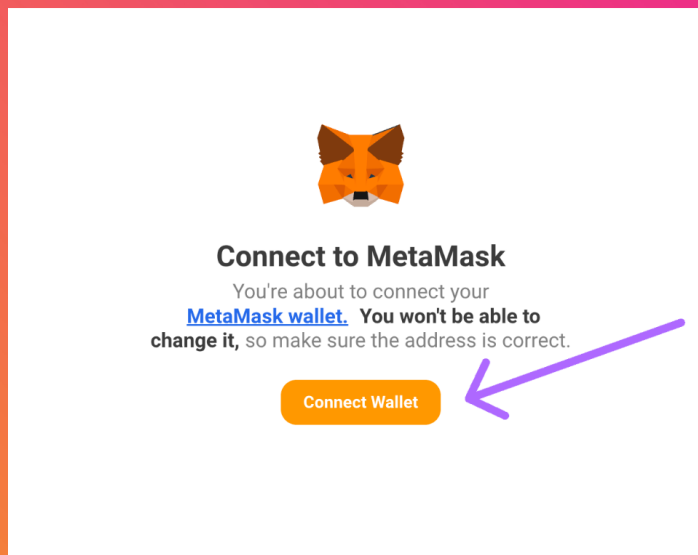 Connect to MetaMask
You're about to connect your
MetaMask wallet. You won't be able to
change it, so make sure the address is correct.
Connect Wallet